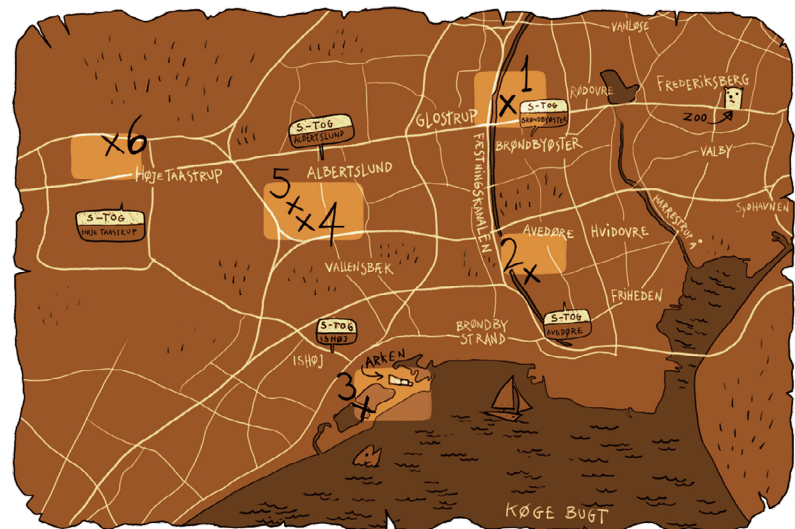 VANLØSE
FREDERIKSBERG
1
RØDOVRE
S-TOG
BRØNDBYØSTER
GLOSTRUP
ZOO
S-TOG
ALBERTSLUND
6
BRØNDBYØSTER
VALBY
HØJE TAASTRUP
ALBERTSLUND
FÆSTNINGSKANALEN
HARRESTRUP Å
5
4
SYDHAVNEN
S-TOG
HØJE TAASTRUP
AVEDØRE
HVIDOVRE
2
VALLENSBÆK
FRIHEDEN
S-TOG
AVEDØRE
S-TOG
ISHØJ
BRØNDBY
STRAND
ISHØJ
ARKEN
3
KØGE BUGT